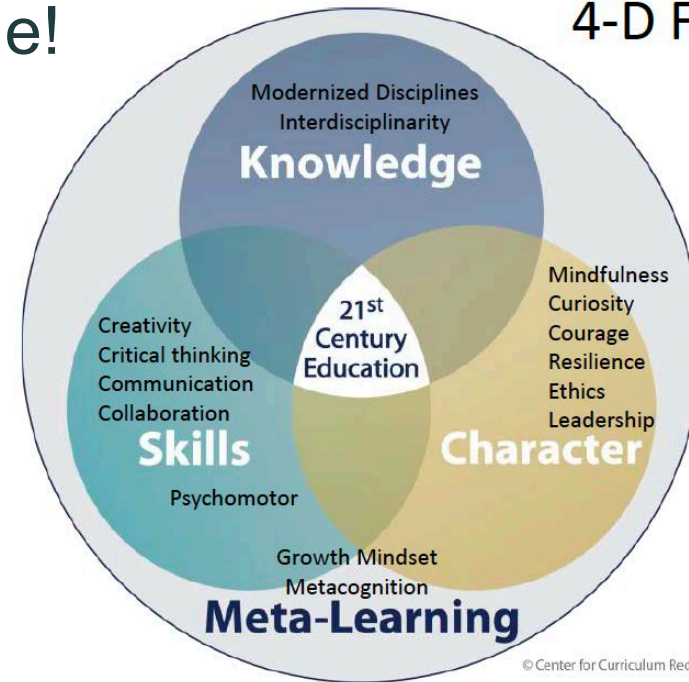 e!
4-D F
Modernized Disciplines
Interdisciplinarity
Knowledge
Mindfulness
Curiosity
Courage
Resilience
Ethics
Leadership
Character
21st
Century
Education
Creativity
Critical thinking
Communication
Collaboration
Skills
Psychomotor
Growth Mindset
Metacognition
Meta-Learning
© Center for Curriculum Red